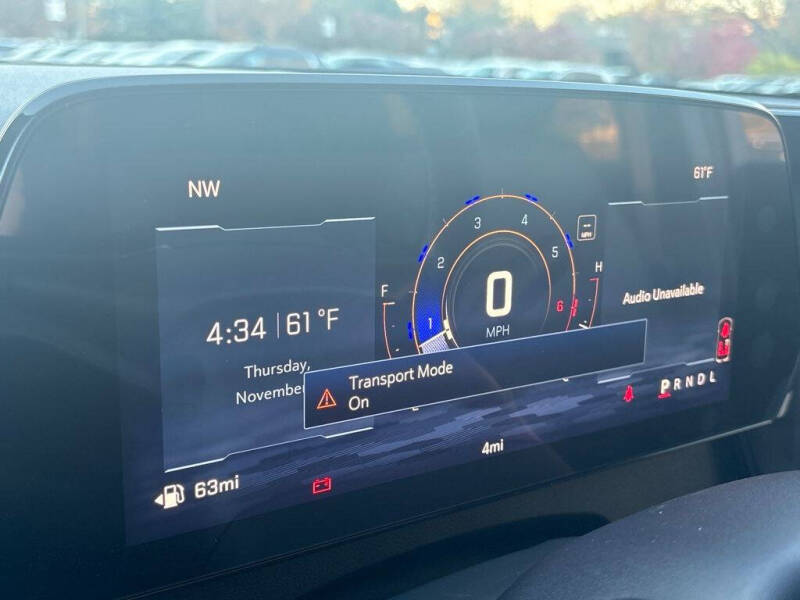 NW
61°F
4:34 | 61 °F
Thursday,
November
F
1
2
3
4
5
6
H
-- MPH
0
MPH
Audio Unavailable
Transport Mode
On
P R N D L
4mi
63mi